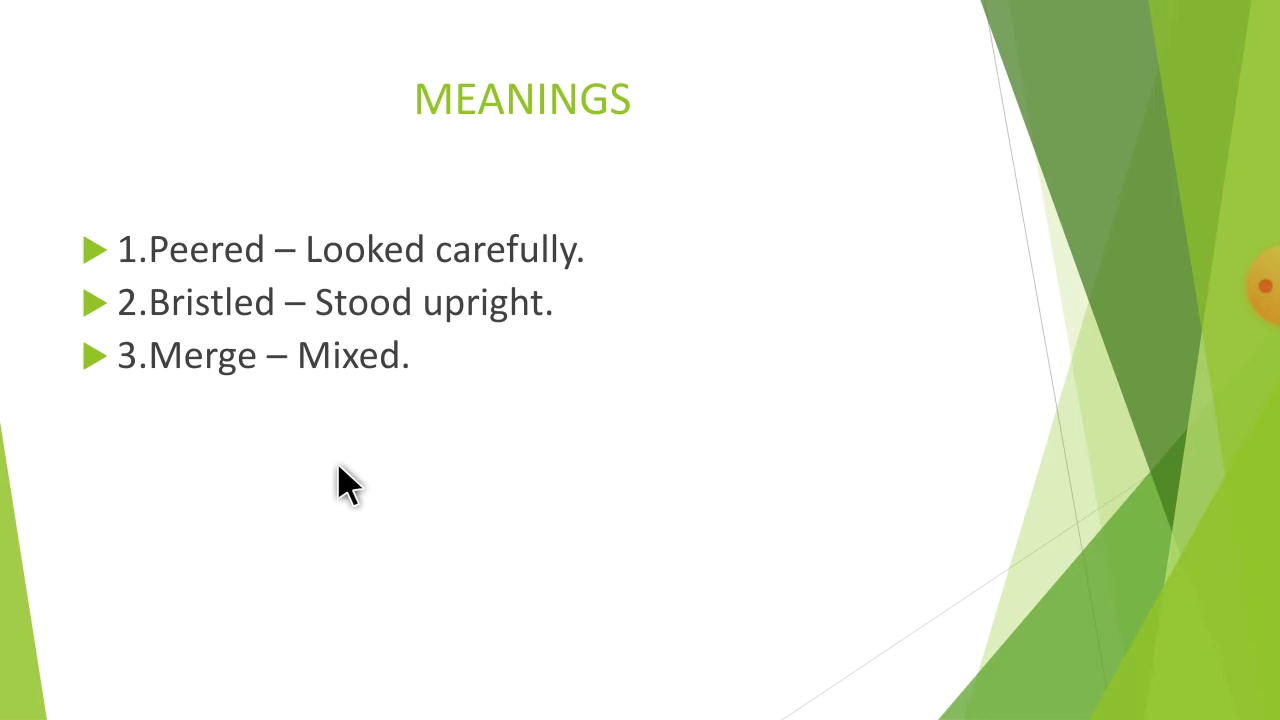 MEANINGS
1.Peered – Looked carefully.
2.Bristled – Stood upright.
3.Merge – Mixed.